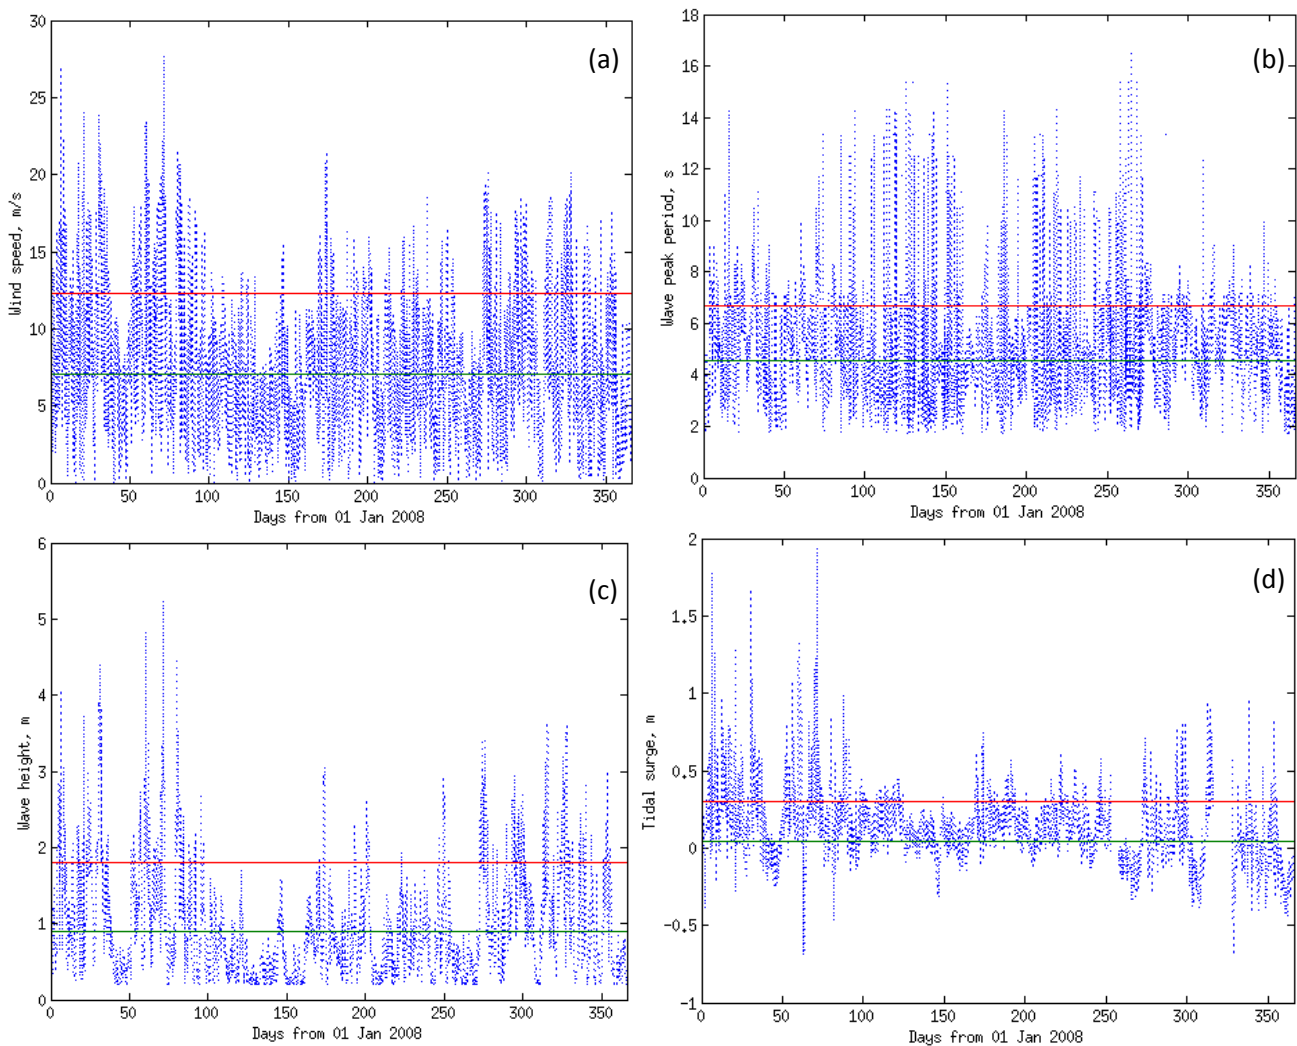 30
25
20
15
10
5
0
Wind speed, m/s
(a)
0 50 100 150 200 250 300 350
Days from 01 Jan 2008
18
16
14
12
10
8
6
4
2
0
Wave peak period, s
(b)
0 50 100 150 200 250 300 350
Days from 01 Jan 2008
6
5
4
3
2
1
0
Wave height, m
(c)
0 50 100 150 200 250 300 350
Days from 01 Jan 2008
2
1.5
1
0.5
0
-0.5
-1
Tidal surge, m
(d)
0 50 100 150 200 250 300 350
Days from 01 Jan 2008